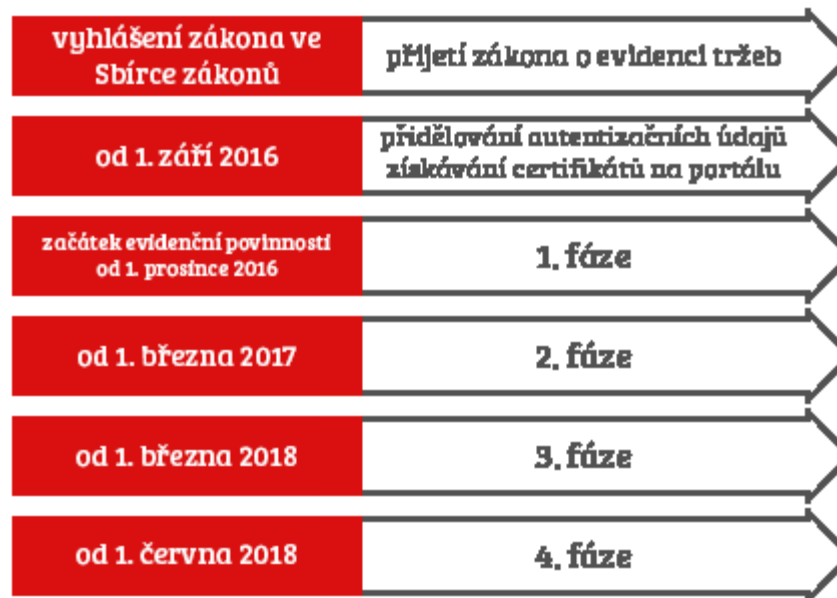 vyhlášení zákona ve
Sbírce zákonů
přijetí zákona o evidenci tržeb
od 1. září 2016
přidělování autentizačních údajů
získávání certifikátů na portálu
začátek evidenční povinnosti
od 1. prosince 2016
1. fáze
od 1. března 2017
2. fáze
od 1. března 2018
3. fáze
od 1. června 2018
4. fáze